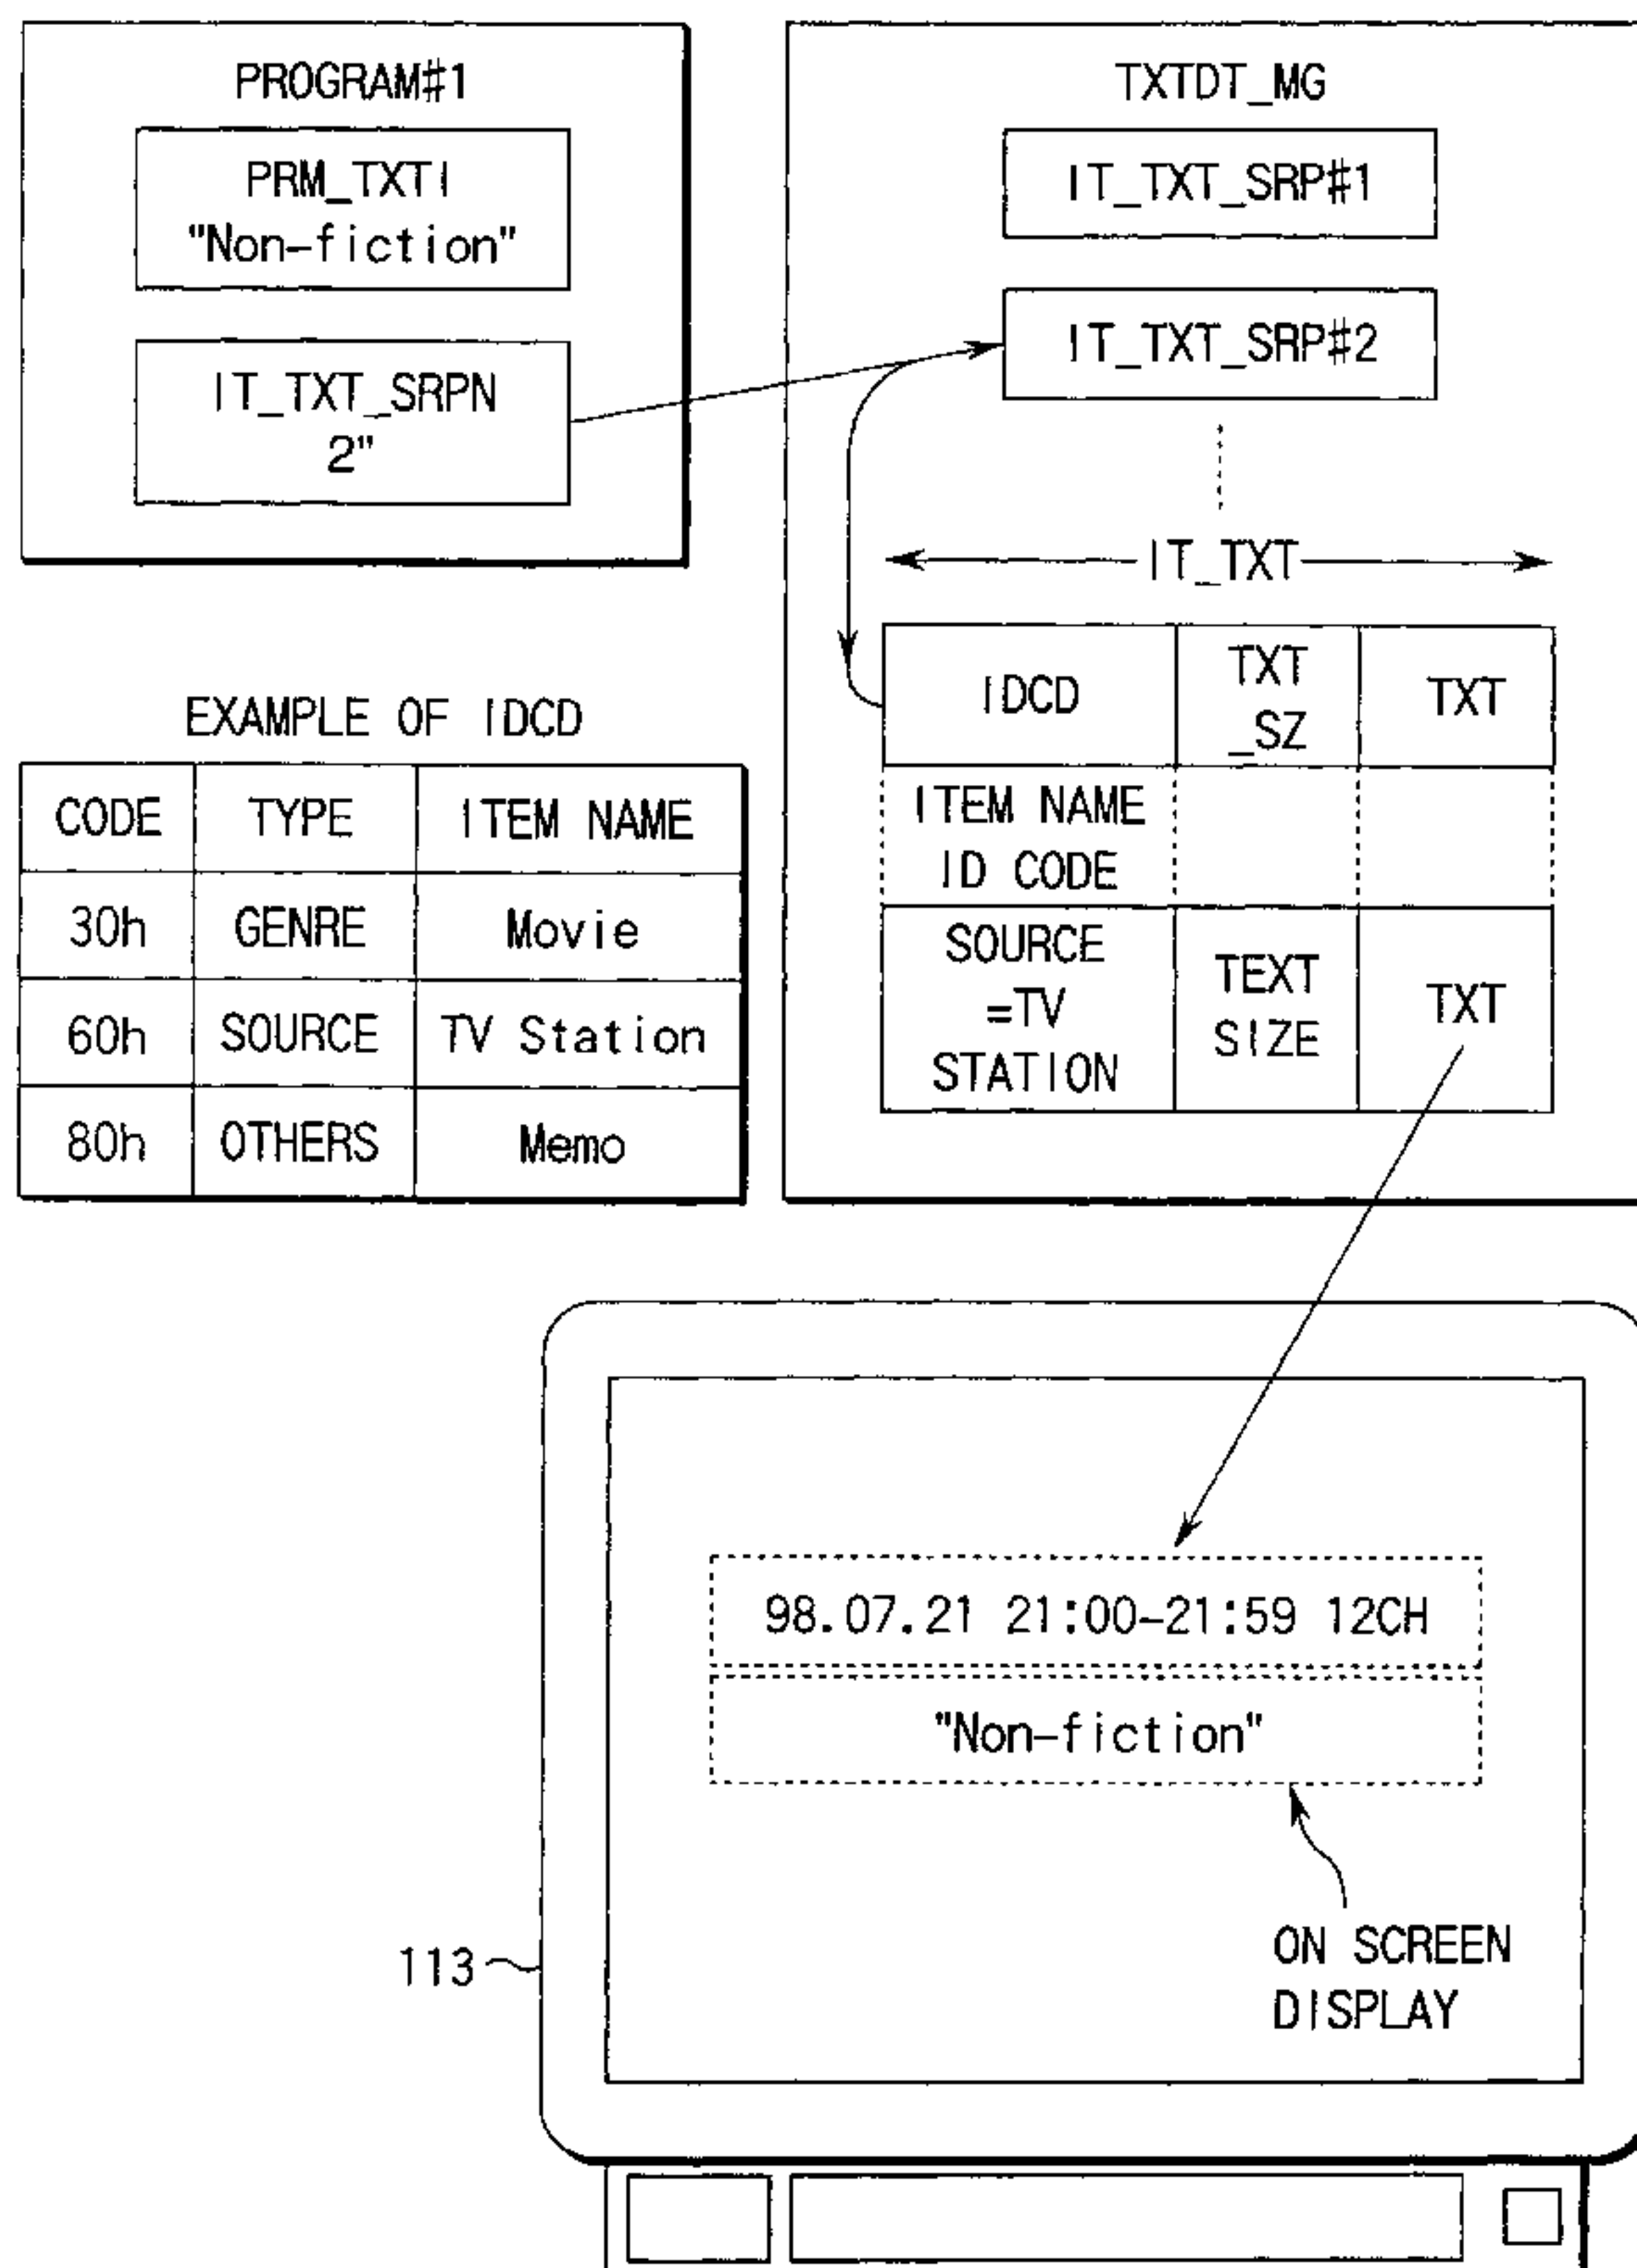 PROGRAM#1
PRM_TXTI
"Non-fiction"
IT_TXT_SRPN
2"
TXTDT_MG
IT_TXT_SRP#1
IT_TXT_SRP#2
IT_TXT
IDCD
TXT
_SZ
TXT
ITEM NAME
ID CODE
SOURCE
=TV
STATION
TEXT
SIZE
TXT
EXAMPLE OF IDCD
CODE TYPE ITEM NAME
30h GENRE Movie
60h SOURCE TV Station
80h OTHERS Memo
98.07.21 21:00-21:59 12CH
"Non-fiction"
ON SCREEN
DISPLAY
113